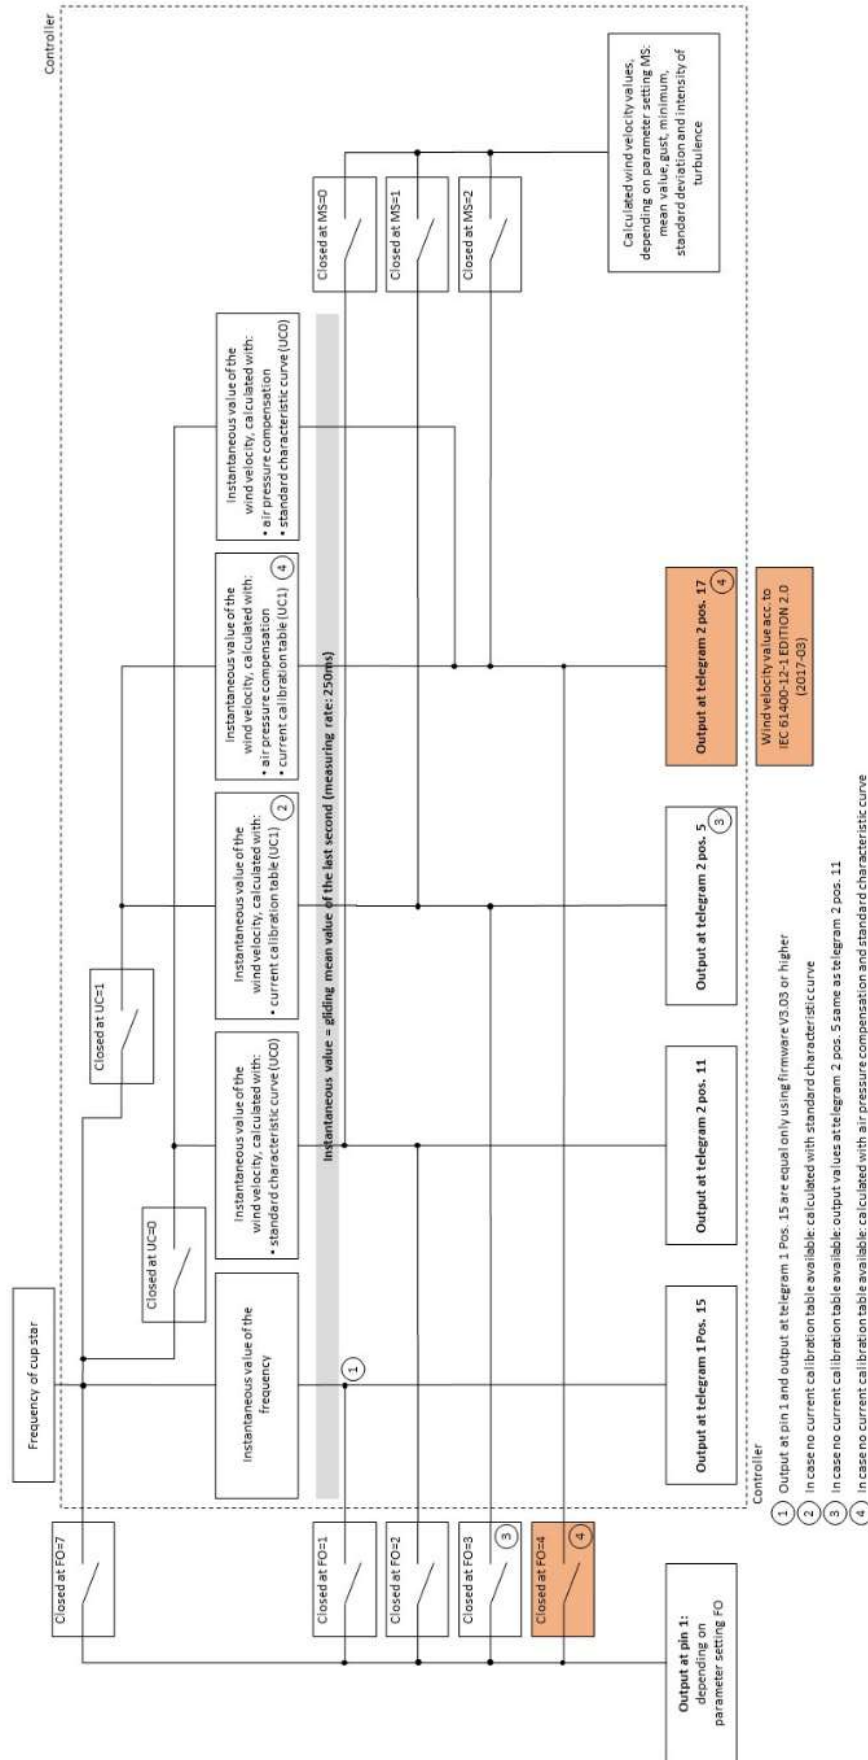 Controller
Frequency of cup star
Closed at UC=1
Closed at UC=0
Closed at FO=7
Instantaneous value of the
frequency
Instantaneous value of the
wind velocity, calculated with:
• standard characteristic curve (UC0)
Instantaneous value of the
wind velocity, calculated with:
• current calibration table (UC1)
2
Instantaneous value of the
wind velocity, calculated with:
• air pressure compensation
• current calibration table (UC1)
4
Instantaneous value of the
wind velocity, calculated with:
• air pressure compensation
• standard characteristic curve (UC0)
Instantaneous value = gliding mean value of the last second (measuring rate: 250ms)
Closed at FO=1
1
Closed at MS=0
Closed at FO=2
Closed at MS=1
Closed at FO=3
3
Closed at MS=2
Closed at FO=4
4
Output at pin 1:
depending on
parameter setting FO
Output at telegram 1 Pos. 15
Output at telegram 2 pos. 11
Output at telegram 2 pos. 5
3
Output at telegram 2 pos. 17
4
Calculated wind velocity values,
depending on parameter setting MS:
mean value, gust, minimum,
standard deviation and intensity of
turbulence
Controller
Wind velocity value acc. to
IEC 61400-12-1 EDITION 2.0
(2017-03)
1 Output at pin 1 and output at telegram 1 Pos. 15 are equal only using firmware V3.03 or higher
2 In case no current calibration table available: calculated with standard characteristic curve
3 In case no current calibration table available: output values at telegram 2 pos. 5 same as telegram 2 pos. 11
4 In case no current calibration table available: calculated with air pressure compensation and standard characteristic curve